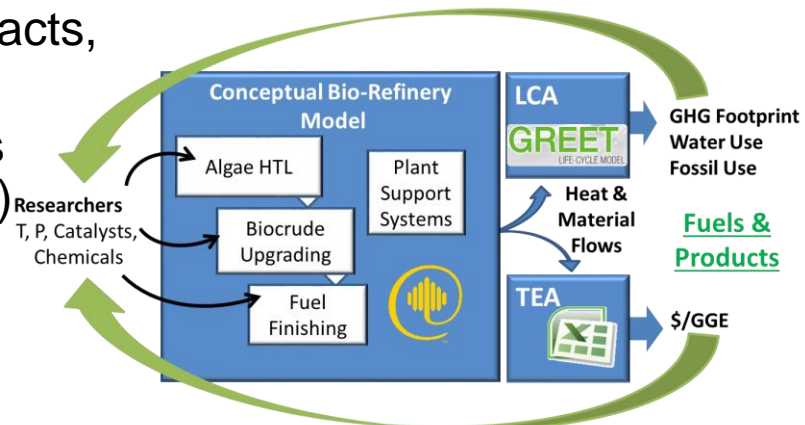 acts,
s
)
Conceptual Bio-Refinery
Model
Algae HTL
Biocrude
Upgrading
Fuel
Finishing
Plant
Support
Systems
Researchers
T, P, Catalysts,
Chemicals
LCA
GREET
LIFE-CYCLE MODEL
Heat &
Material
Flows
TEA
X
GHG Footprint
Water Use
Fossil Use
Fuels &
Products
$/GGE